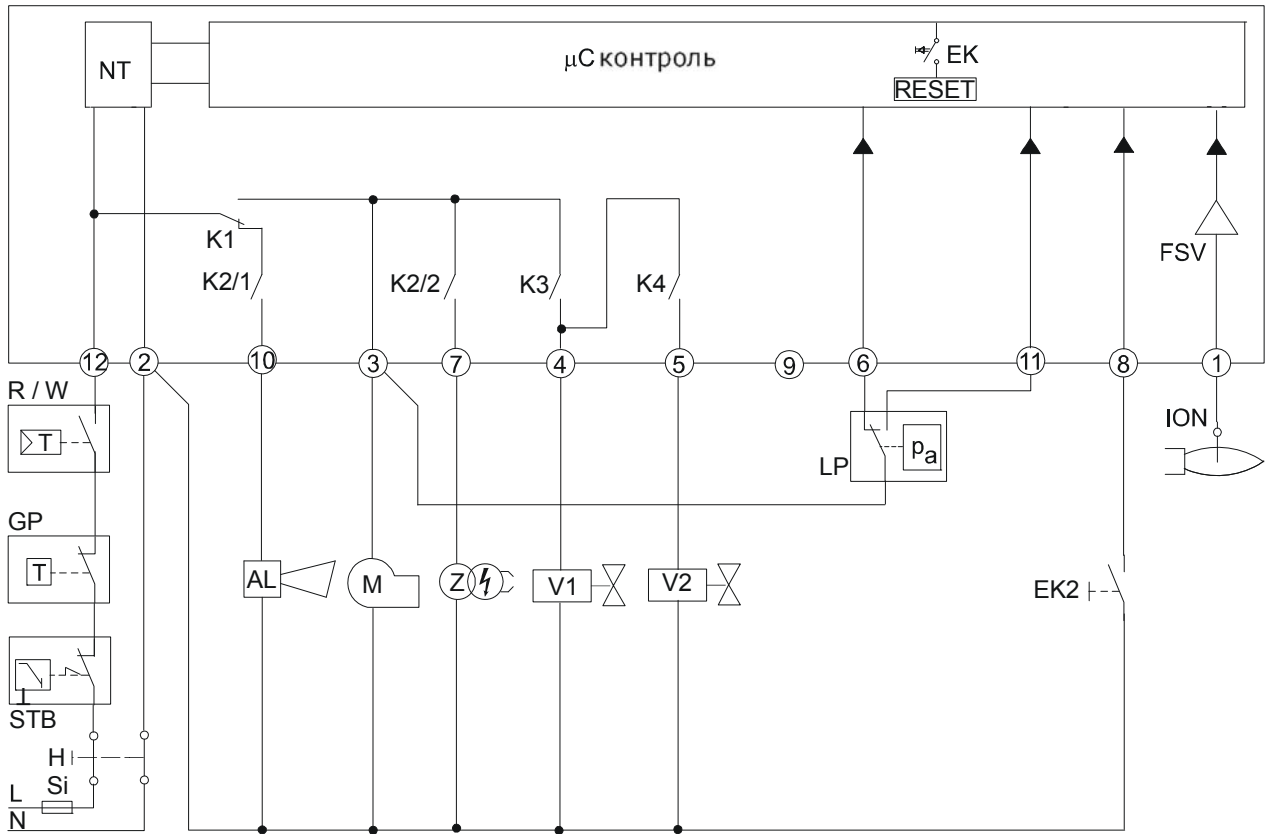 NT
μC контроль
EK
RESET
K1
K2/1
K2/2
K3
K4
FSV
12
2
10
3
7
4
5
9
6
11
8
1
R / W
T
LP
pa
ION
GP
T
AL
M
Z
V1
V2
EK2
STB
H
Si
L
N